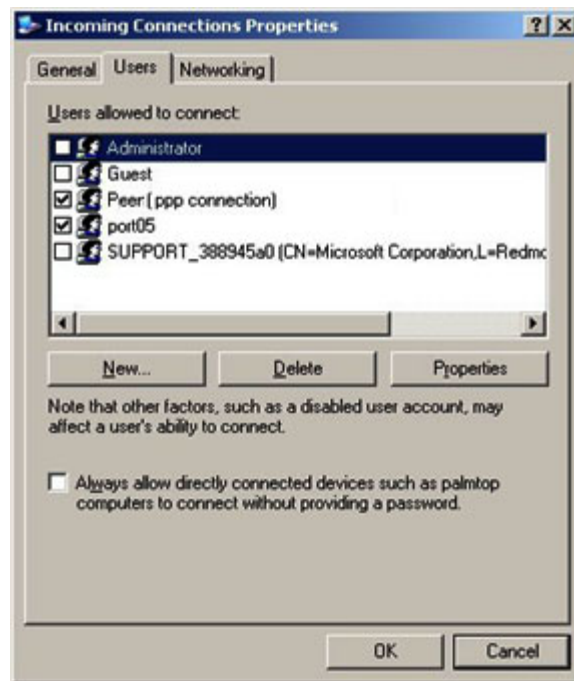 Incoming Connections Properties
General Users Networking
Users allowed to connect:
Administrator
Guest
Peer ( ppp connection)
port05
SUPPORT_388945a0 (CN=Microsoft Corporation,L=Redmo
New... Delete Properties
Note that other factors, such as a disabled user account, may
affect a user's ability to connect.
Always allow directly connected devices such as palmtop
computers to connect without providing a password.
OK Cancel